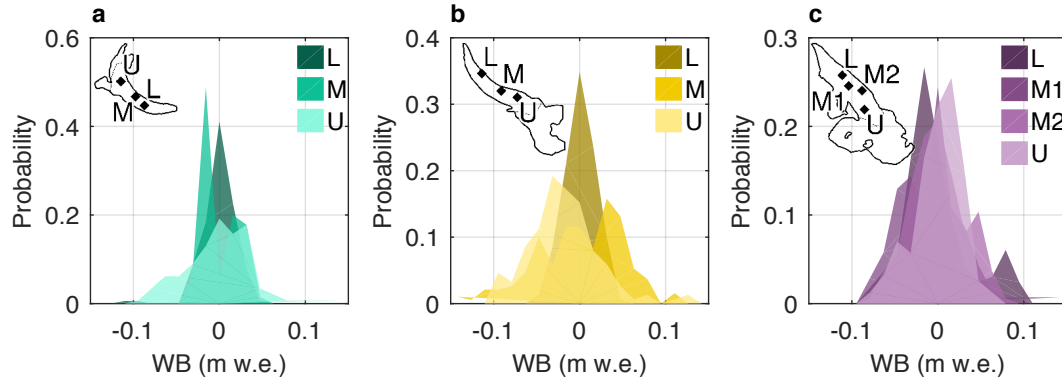 a
0.6
0.4
0.2
0
Probability
-0.1
0
0.1
WB (m w.e.)
U
L
M
L
M
U
b
0.4
0.3
0.2
0.1
0
Probability
-0.1
0
0.1
WB (m w.e.)
L
M
U
L
M
U
c
0.3
0.2
0.1
0
Probability
-0.1
0
0.1
WB (m w.e.)
L
M2
M1
U
L
M1
M2
U